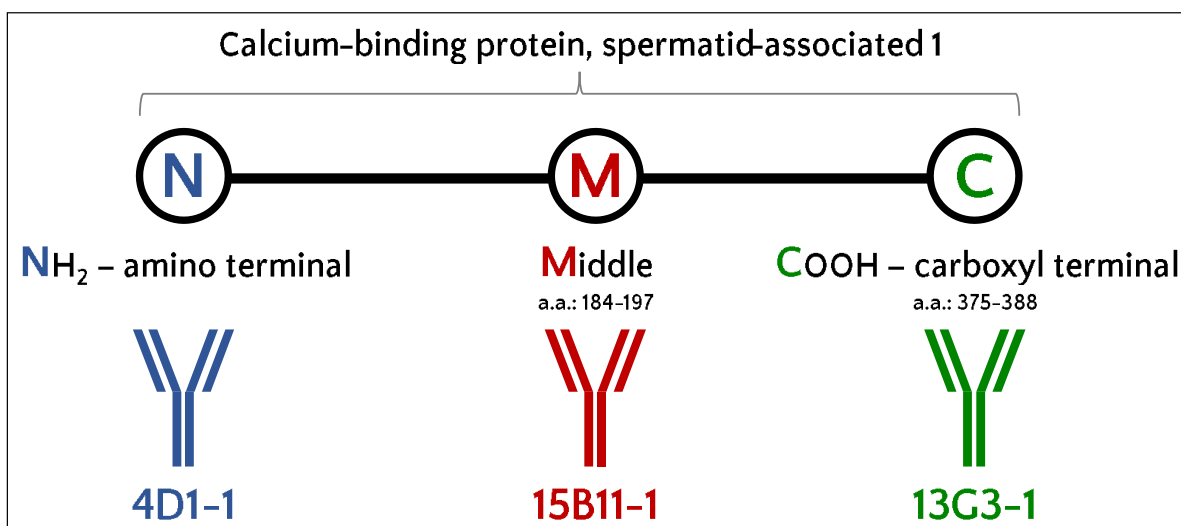 Calcium-binding protein, spermatid-associated 1
N M C
NH₂ – amino terminal Middle COOH – carboxyl terminal
a.a.: 184-197 a.a.: 375-388
4D1-1 15B11-1 13G3-1